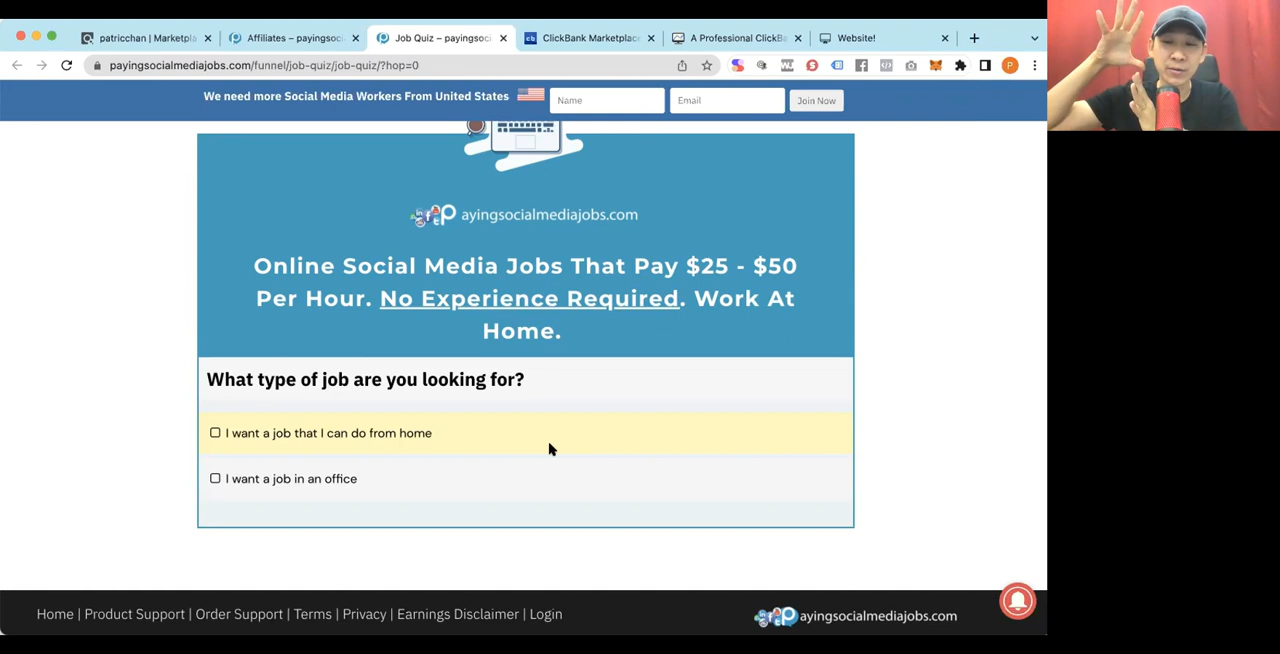 patricchan | Marketpla
Affiliates – payingsoci
Job Quiz – payingsoci
ClickBank Marketplac
A Professional ClickBa
Website!
payingsocialmediajobs.com/funnel/job-quiz/job-quiz/?hop=0
We need more Social Media Workers From United States
Name
Email
Join Now
payingsocialmediajobs.com
Online Social Media Jobs That Pay $25 - $50
Per Hour. No Experience Required. Work At
Home.
What type of job are you looking for?
I want a job that I can do from home
I want a job in an office
Home | Product Support | Order Support | Terms | Privacy | Earnings Disclaimer | Login
payingsocialmediajobs.com